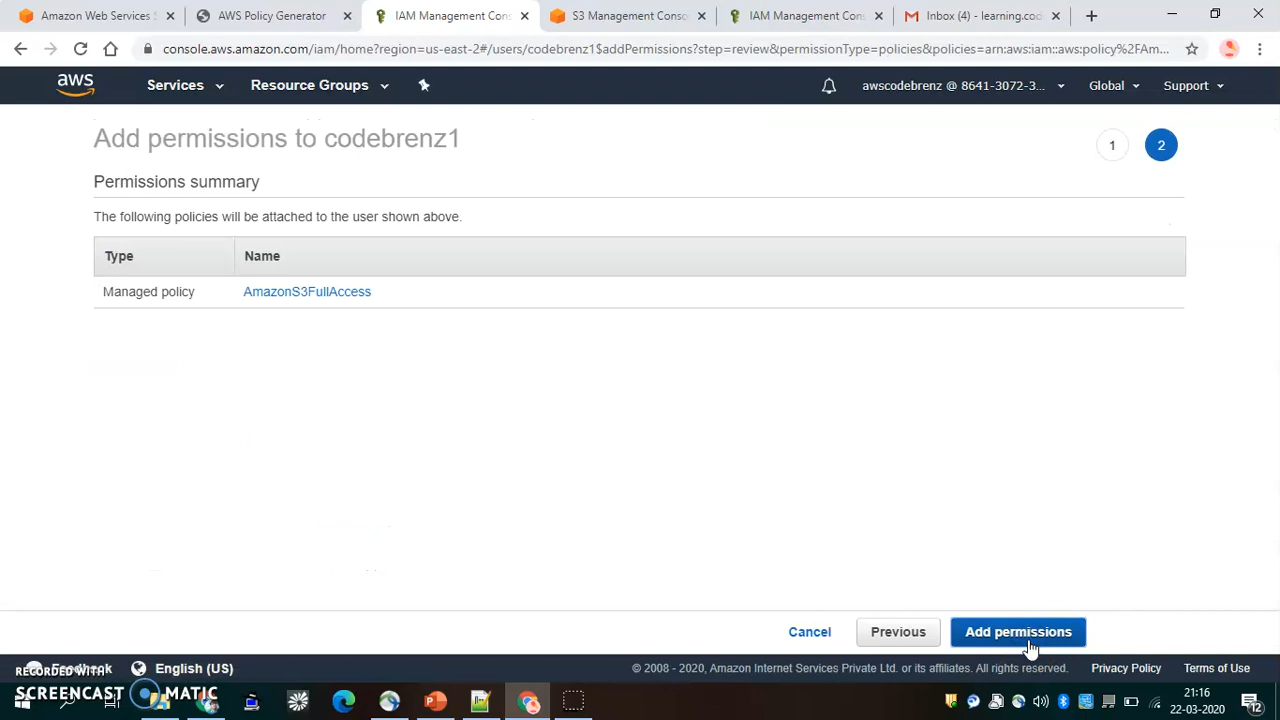 Amazon Web Services S
AWS Policy Generator
IAM Management Con
S3 Management Conso
IAM Management Cons
Inbox (4) - learning.cod
console.aws.amazon.com/iam/home?region=us-east-2#/users/codebrenz1$addPermissions?step=review&permissionType=policies&policies=arn:aws:iam::aws:policy%2FAm...
aws
Services
Resource Groups
awscodebrenz @ 8641-3072-3...
Global
Support
Add permissions to codebrenz1
1
2
Permissions summary
The following policies will be attached to the user shown above.
Type
Name
Managed policy
AmazonS3FullAccess
Cancel
Previous
Add permissions
Feedback
English (US)
© 2008 - 2020, Amazon Internet Services Private Ltd. or its affiliates. All rights reserved.
Privacy Policy
Terms of Use
RECORDED WITH
SCREENCAST MATIC
21:16
22-03-2020
12